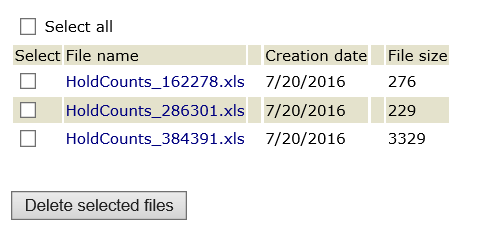 Select all
Select File name Creation date File size
HoldCounts_162278.xls 7/20/2016 276
HoldCounts_286301.xls 7/20/2016 229
HoldCounts_384391.xls 7/20/2016 3329
Delete selected files